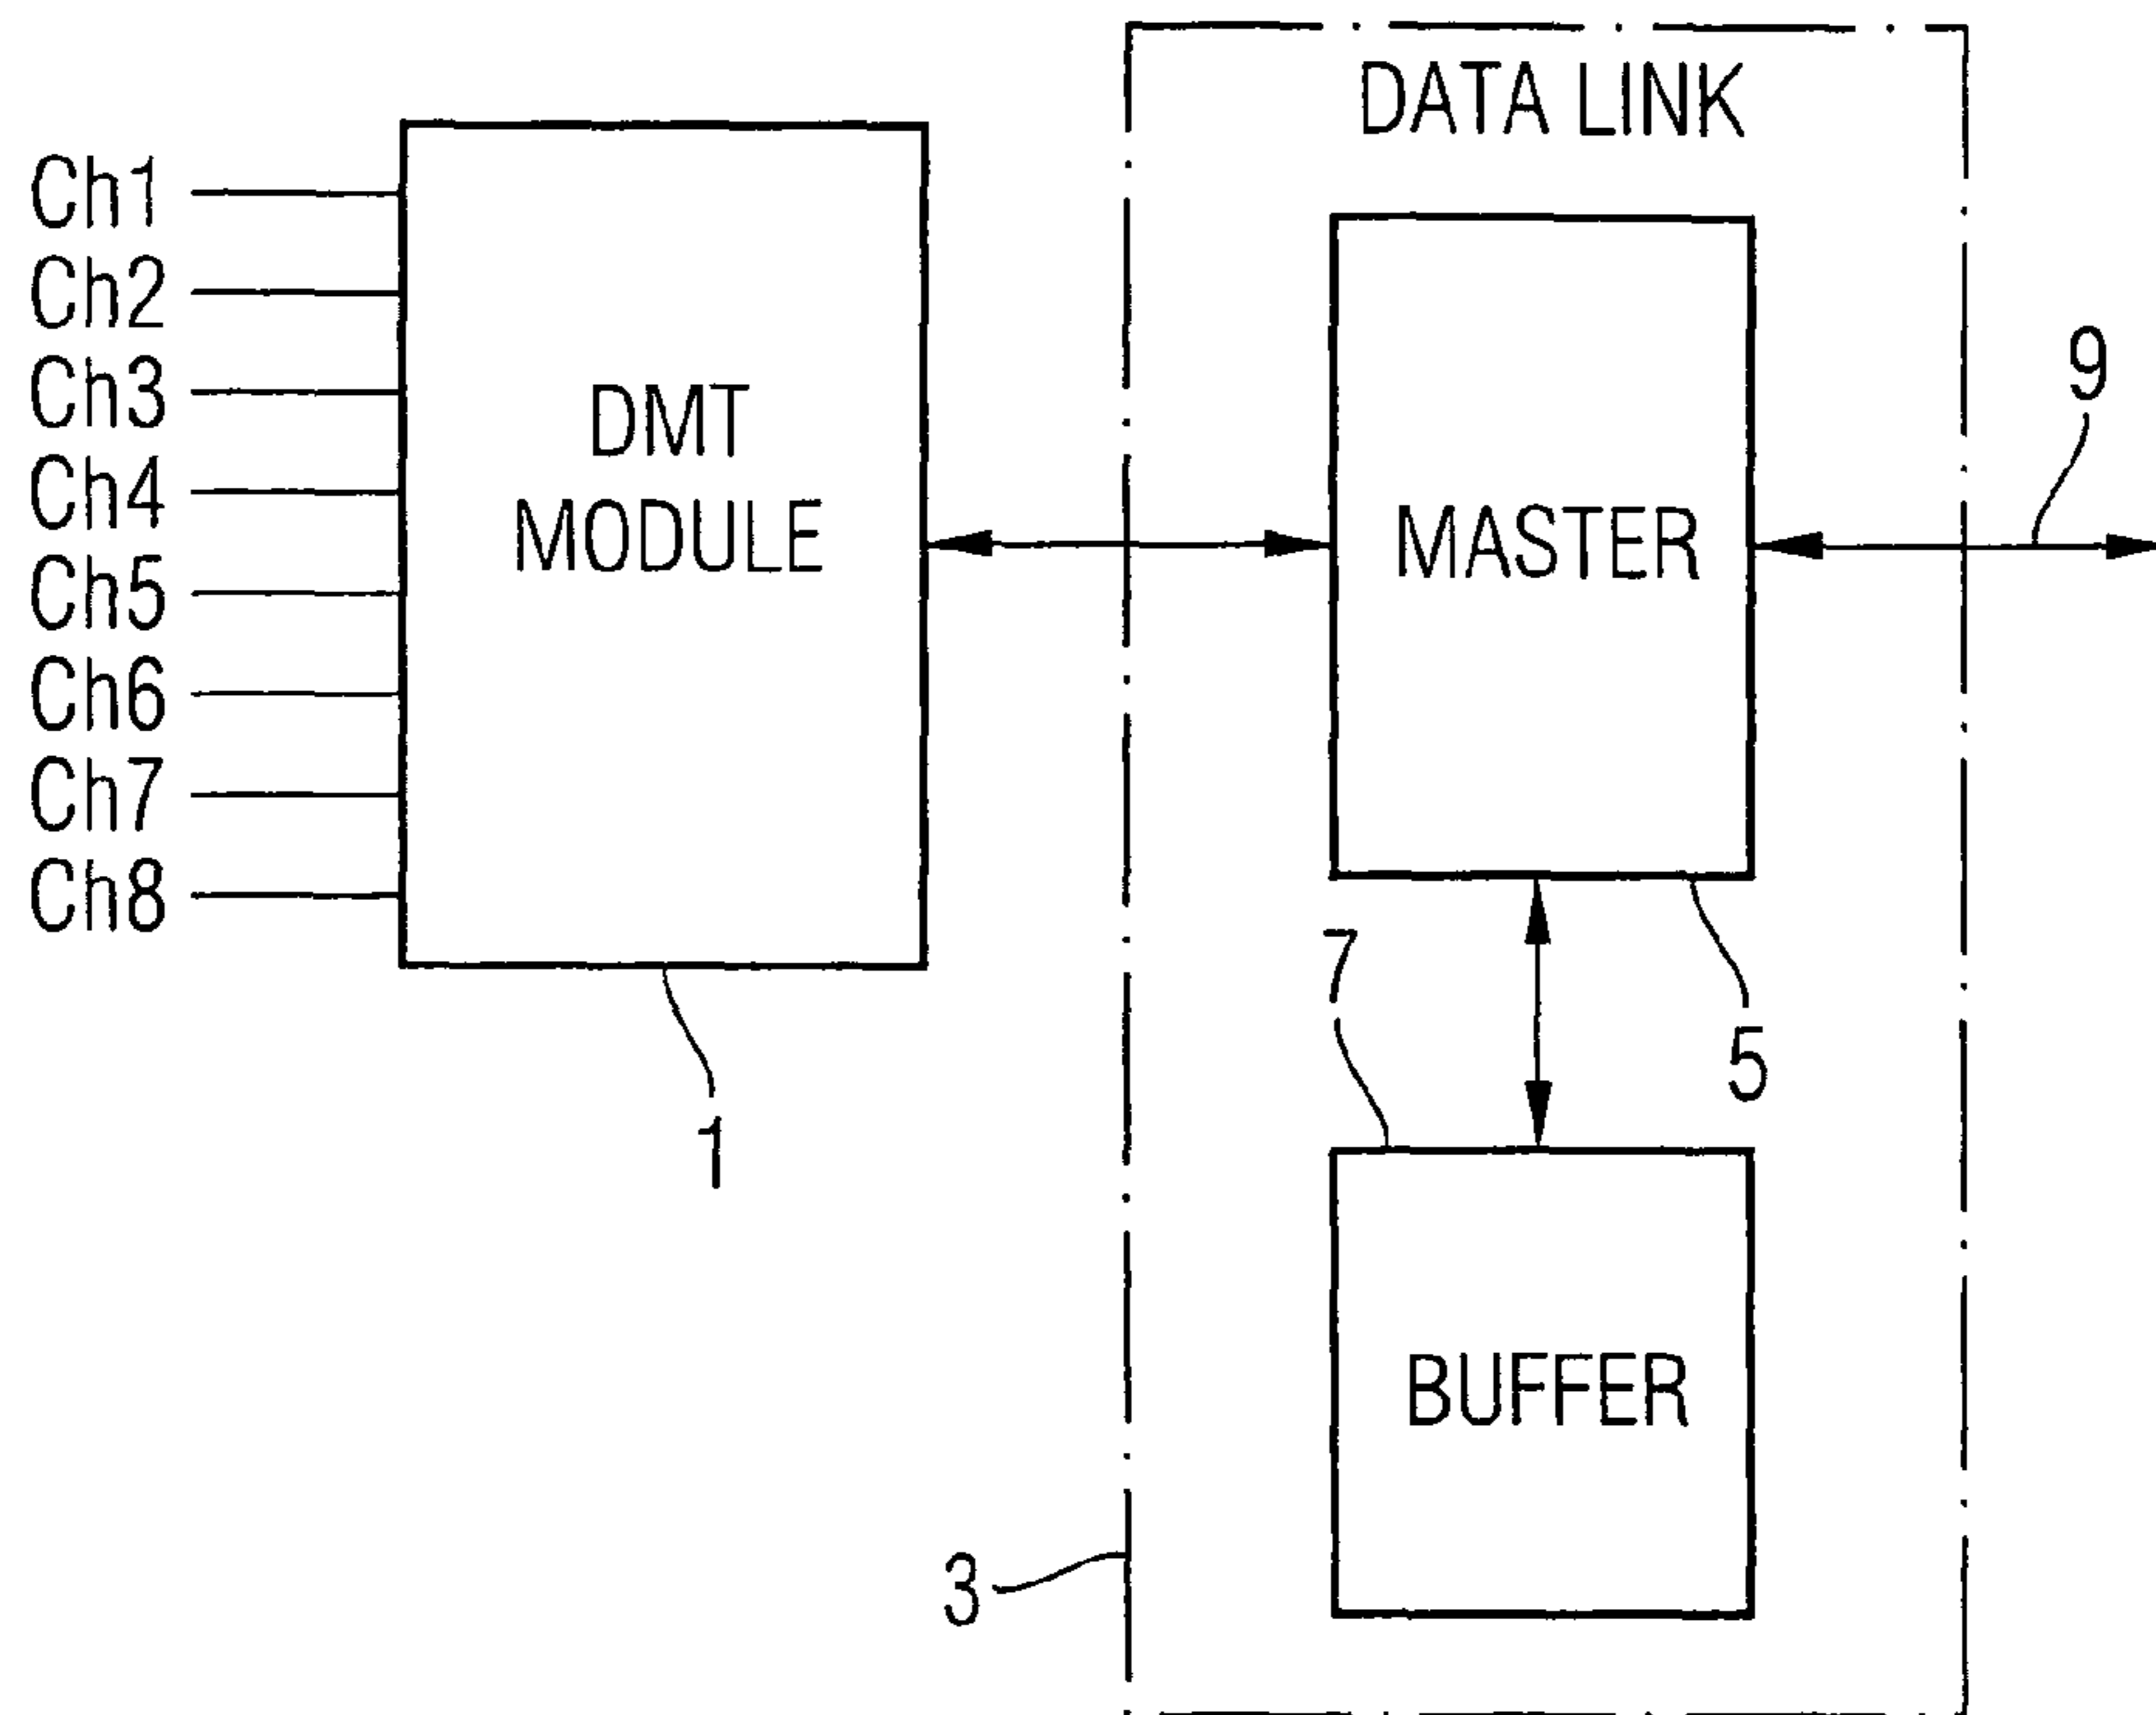 DATA LINK
Ch1
Ch2
Ch3
Ch4
Ch5
Ch6
Ch7
Ch8
DMT
MODULE
1
MASTER
9
7
5
BUFFER
3